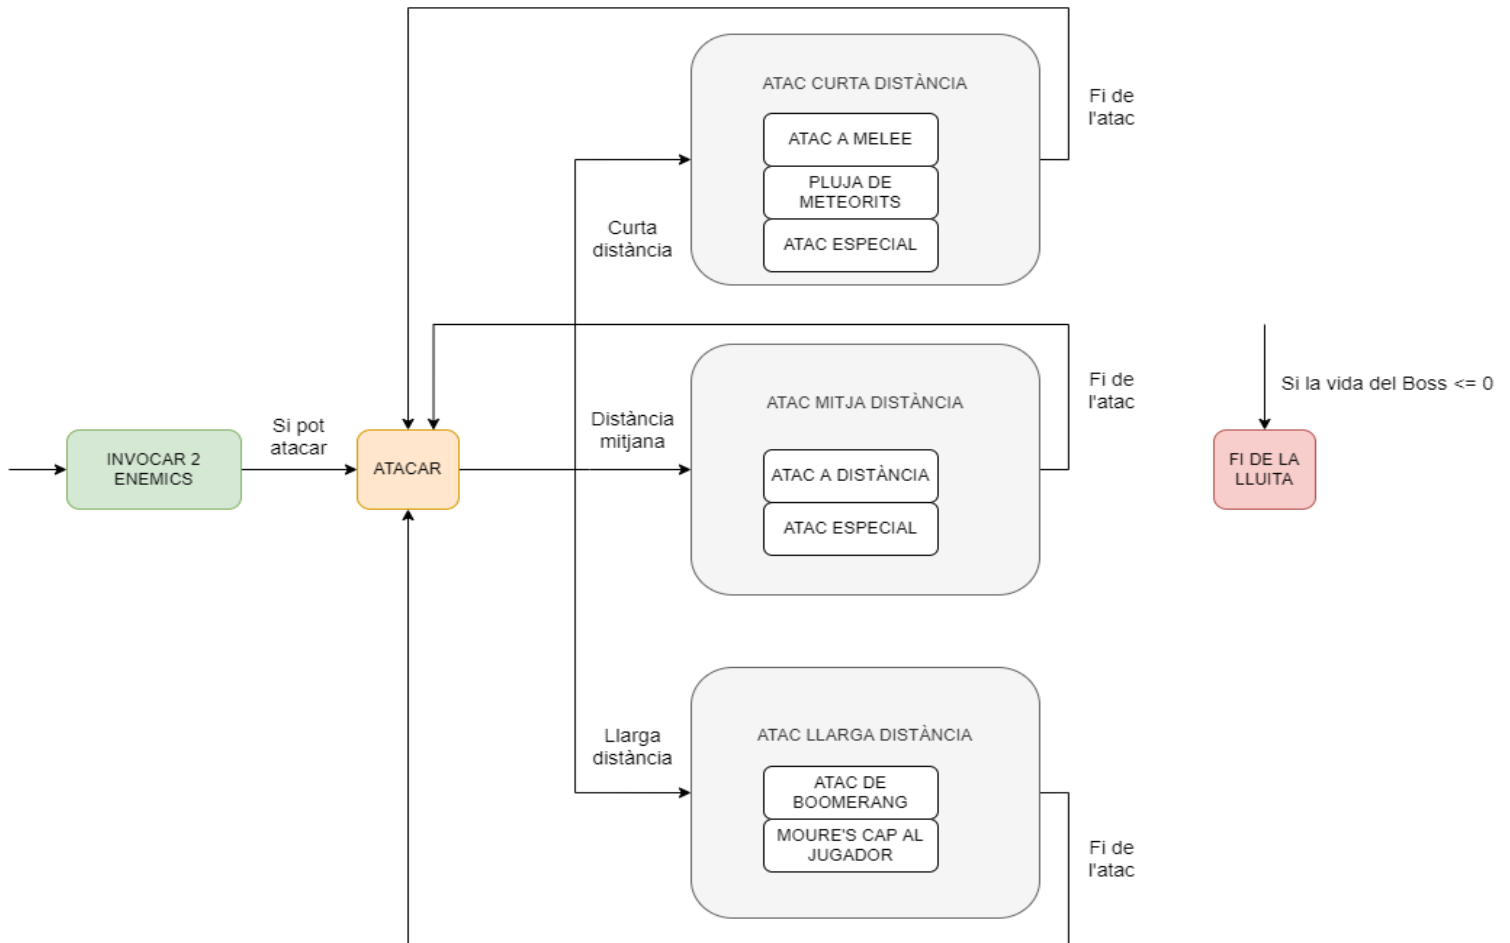 INVOCAR 2
ENEMICS
Si pot
atacar
ATACAR
Curta
distància
ATAC CURTA DISTÀNCIA
ATAC A MELEE
PLUJA DE
METEORITS
ATAC ESPECIAL
Fi de
l'atac
Distància
mitjana
ATAC MITJA DISTÀNCIA
ATAC A DISTÀNCIA
ATAC ESPECIAL
Fi de
l'atac
Llarga
distància
ATAC LLARGA DISTÀNCIA
ATAC DE
BOOMERANG
MOURE'S CAP AL
JUGADOR
Fi de
l'atac
Si la vida del Boss <= 0
FI DE LA
LLUITA